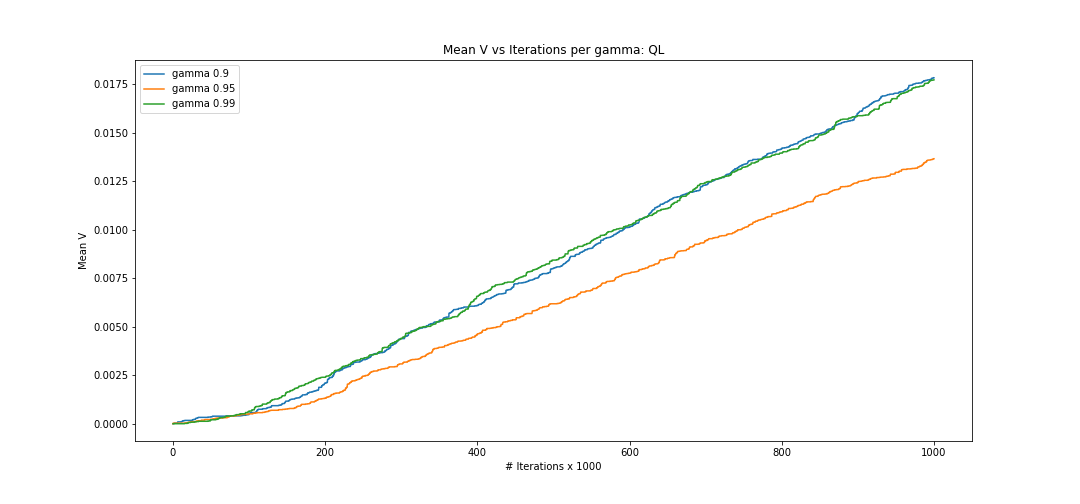 Mean V vs Iterations per gamma: QL
gamma 0.9
gamma 0.95
gamma 0.99
0.0175
0.0150
0.0125
0.0100
0.0075
0.0050
0.0025
0.0000
Mean V
0 200 400 600 800 1000
# Iterations x 1000